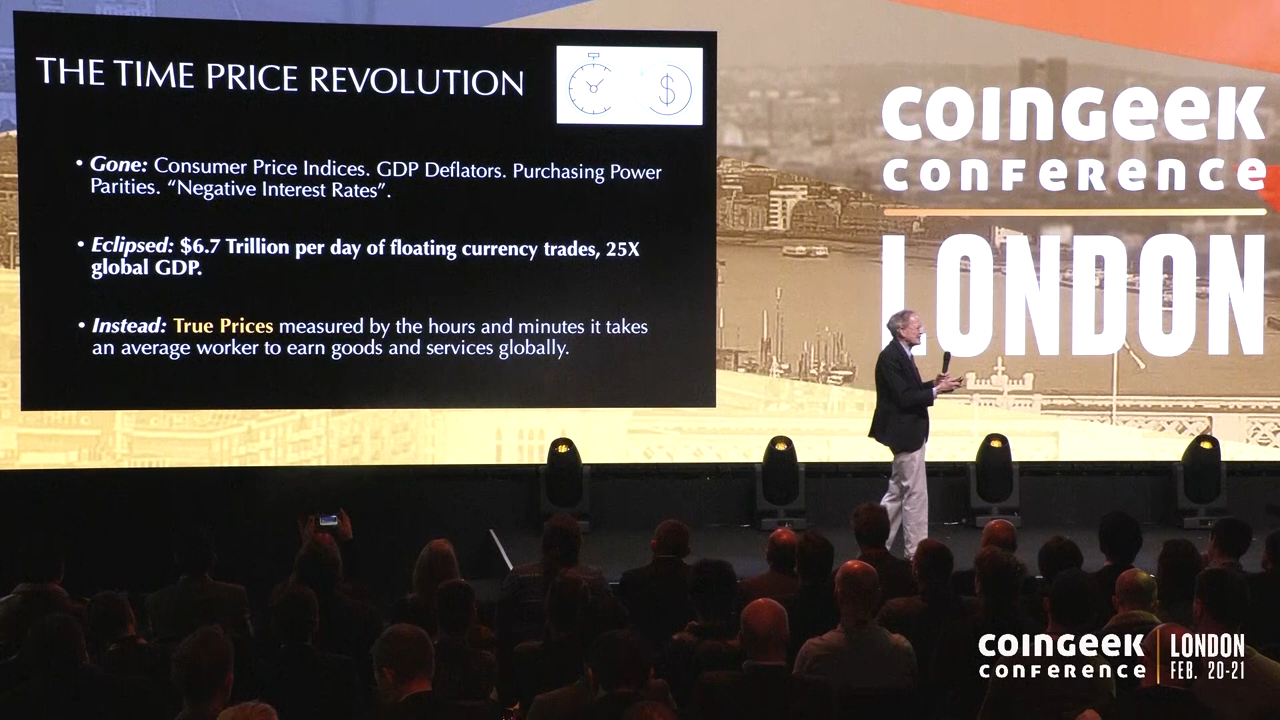 THE TIME PRICE REVOLUTION
$
• Gone: Consumer Price Indices. GDP Deflators. Purchasing Power
Parities. “Negative Interest Rates”.
• Eclipsed: $6.7 Trillion per day of floating currency trades, 25X
global GDP.
• Instead: True Prices measured by the hours and minutes it takes
an average worker to earn goods and services globally.
COINGEEK
CONFERENCE
LONDON
COINGEEK
CONFERENCE
LONDON
FEB. 20-21